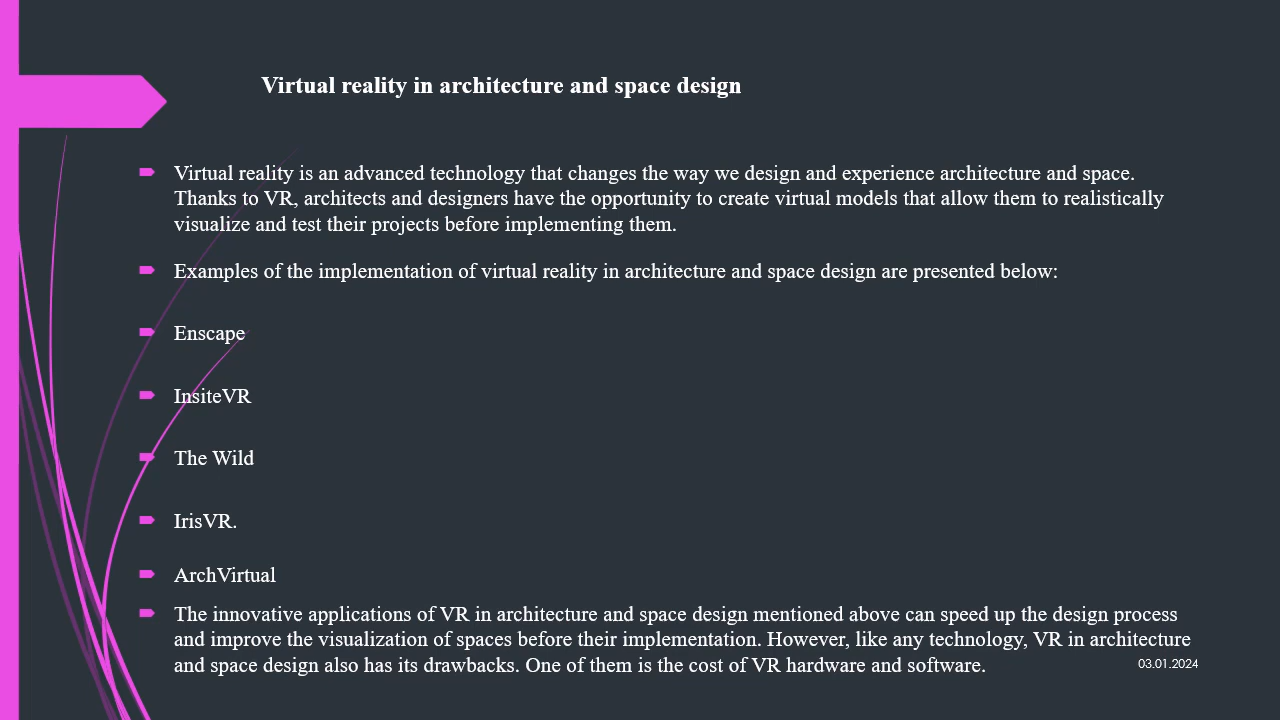 Virtual reality in architecture and space design
Virtual reality is an advanced technology that changes the way we design and experience architecture and space.
Thanks to VR, architects and designers have the opportunity to create virtual models that allow them to realistically
visualize and test their projects before implementing them.
Examples of the implementation of virtual reality in architecture and space design are presented below:
Enscape
InsiteVR
The Wild
IrisVR.
ArchVirtual
The innovative applications of VR in architecture and space design mentioned above can speed up the design process
and improve the visualization of spaces before their implementation. However, like any technology, VR in architecture
and space design also has its drawbacks. One of them is the cost of VR hardware and software.
03.01.2024